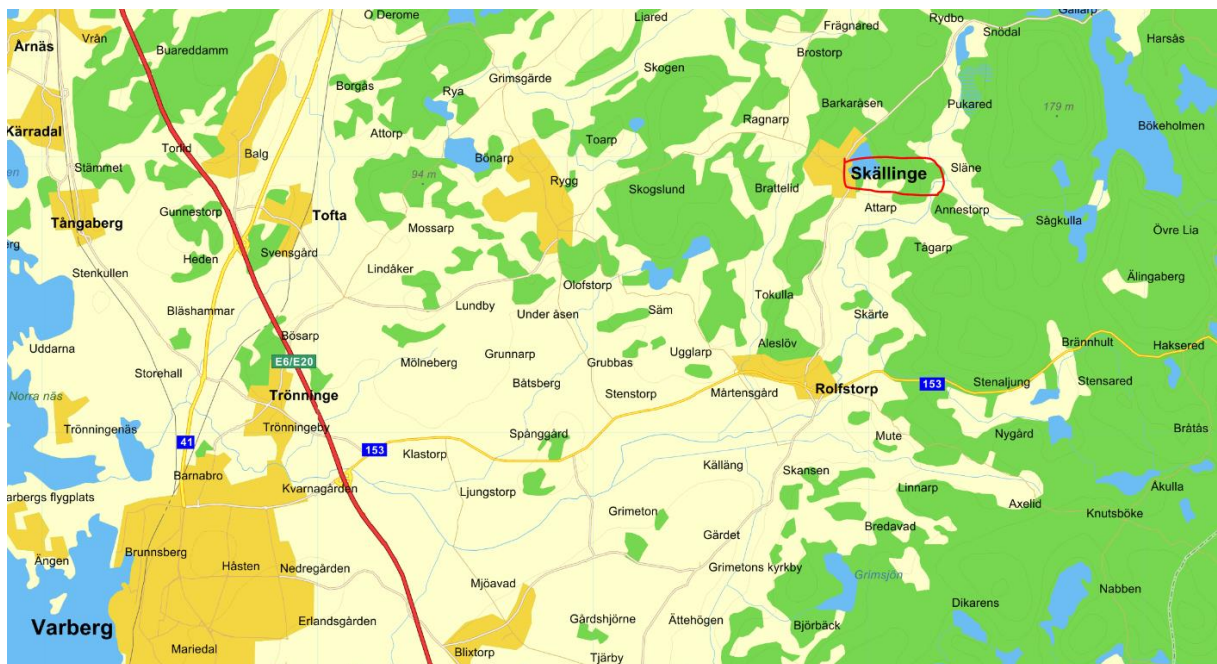 Gällarp
Ö Derome
Liared
Rydbo
Frägnared
Snödal
Vrån
Årnäs
Buareddamm
Harsås
Brostorp
Skogen
Grimsgärde
Borgås
Rya
Barkaråsen
Pukared
179 m
Ragnarp
Bökeholmen
Kärradal
Attorp
Toarp
Torlid
Balg
Bönarp
Stämmet
Släne
Skällinge
94 m
Rygg
Skogslund
Brattelid
Gunnestorp
Tofta
Attarp
Annestorp
Tångaberg
Mossarp
Sågkulla
Övre Lia
Svensgård
Tågarp
Heden
Stenkullen
Lindåker
Älingaberg
Olofstorp
Tokulla
Lundby
Bläshammar
Under åsen
Säm
Skärte
Bösarp
Uddarna
Aleslöv
Brännhult
Haksered
Ugglarp
Grunnarp
E6/E20
Mölneberg
Grubbas
Storehall
Båtsberg
153
Stenaljung
Stensared
Norra näs
Trönninge
Stenstorp
Mårtensgård
Rolfstorp
Trönningenäs
Trönningeby
Bråtås
Spånggård
Mute
Nygård
41
153
Klastorp
Källäng
Skansen
Barnabro
Åkulla
Kvarnagården
Ljungstorp
Linnarp
arbergs flygplats
Axelid
Grimeton
Knutsböke
Bredavad
Gärdet
Brunnsberg
Ängen
Håsten
Nedregården
Grimetons kyrkby
Grimsjön
Mjöavad
Nabben
Dikarens
Erlandsgården
Gårdshjörne
Ättehögen
Björbäck
Varberg
Mariedal
Blixtorp
Tjärby